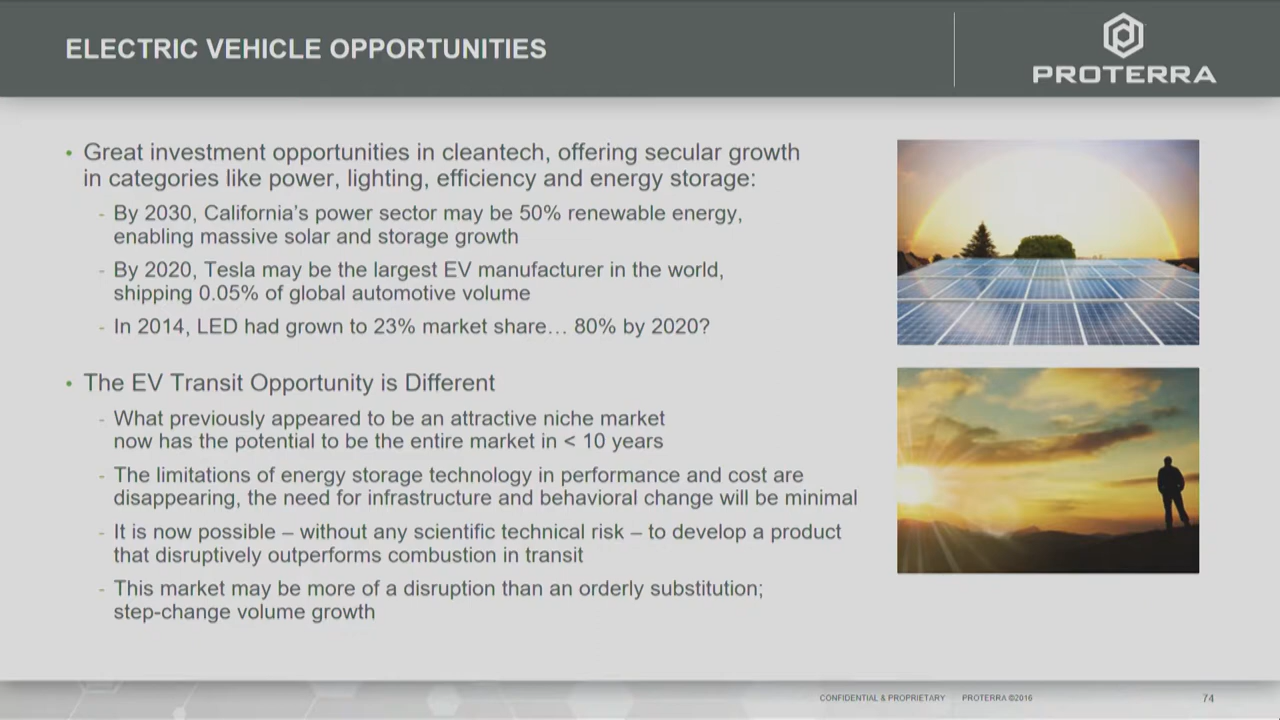 ELECTRIC VEHICLE OPPORTUNITIES
PROTERRA
• Great investment opportunities in cleantech, offering secular growth
in categories like power, lighting, efficiency and energy storage:
- By 2030, California’s power sector may be 50% renewable energy,
enabling massive solar and storage growth
- By 2020, Tesla may be the largest EV manufacturer in the world,
shipping 0.05% of global automotive volume
- In 2014, LED had grown to 23% market share… 80% by 2020?
• The EV Transit Opportunity is Different
- What previously appeared to be an attractive niche market
now has the potential to be the entire market in < 10 years
- The limitations of energy storage technology in performance and cost are
disappearing, the need for infrastructure and behavioral change will be minimal
- It is now possible – without any scientific technical risk – to develop a product
that disruptively outperforms combustion in transit
- This market may be more of a disruption than an orderly substitution;
step-change volume growth
CONFIDENTIAL & PROPRIETARY PROTERRA ©2016 74